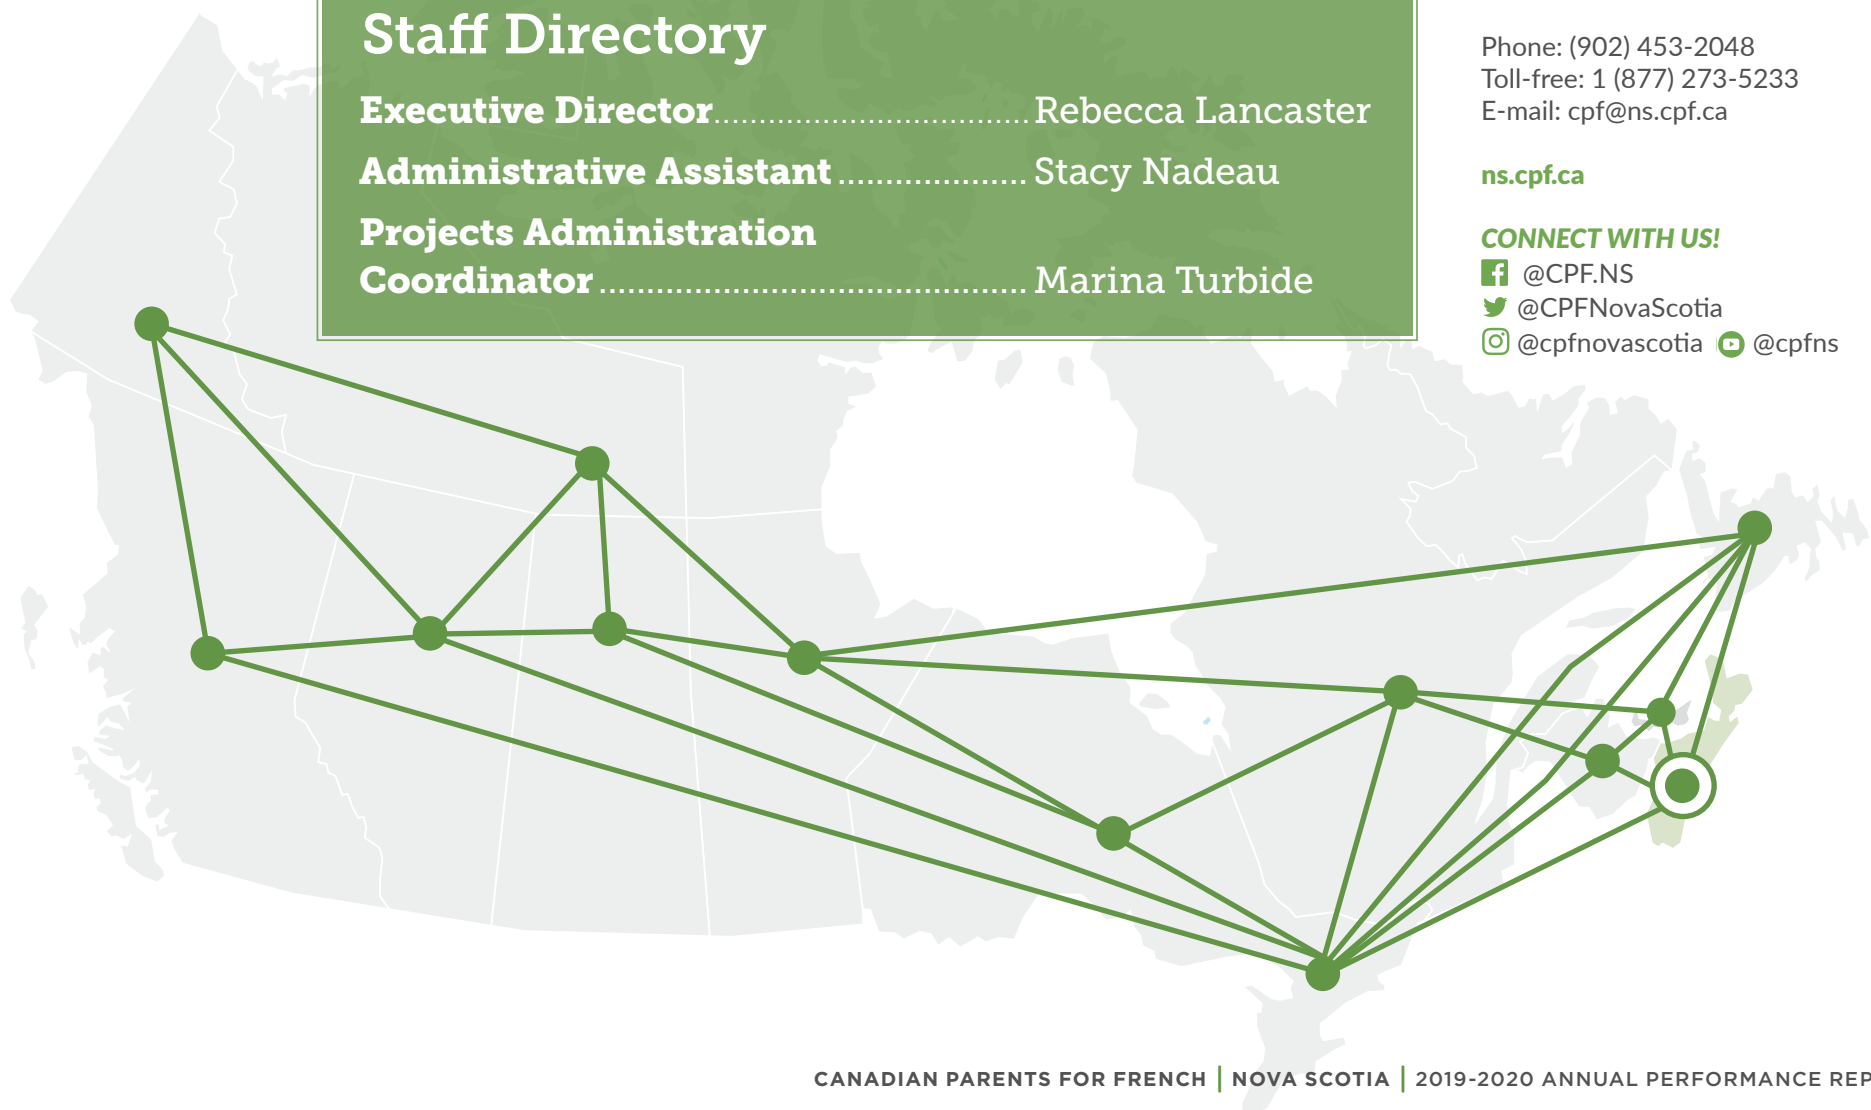 Staff Directory
Executive Director................................. Rebecca Lancaster
Administrative Assistant .................... Stacy Nadeau
Projects Administration
Coordinator ............................................. Marina Turbide
Phone: (902) 453-2048
Toll-free: 1 (877) 273-5233
E-mail: cpf@ns.cpf.ca
ns.cpf.ca
CONNECT WITH US!
@CPF.NS
@CPFNovaScotia
@cpfnovascotia @cpfns
CANADIAN PARENTS FOR FRENCH | NOVA SCOTIA | 2019-2020 ANNUAL PERFORMANCE REP